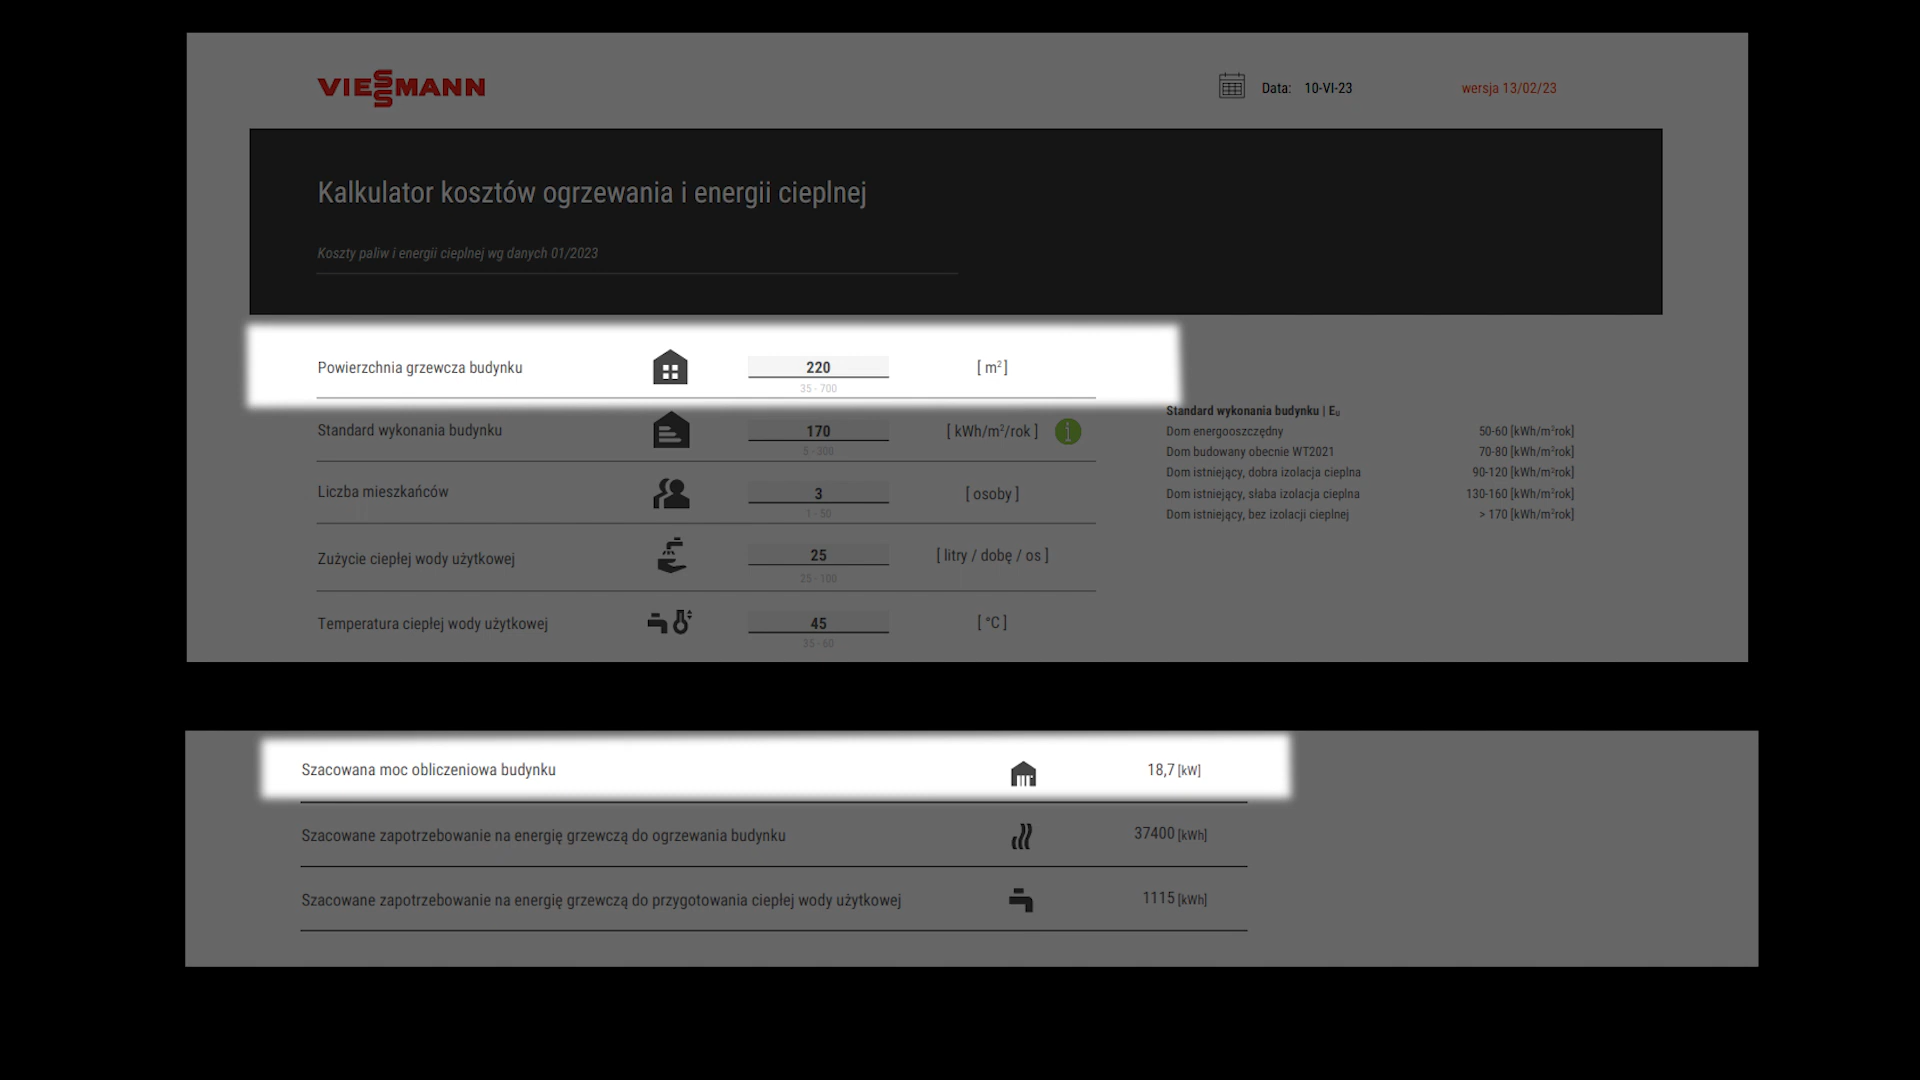 VIESSMANN
Data: 10-VI-23
wersja 13/02/23
Kalkulator kosztów ogrzewania i energii cieplnej
Koszty paliw i energii cieplnej wg danych 01/2023
Powierzchnia grzewcza budynku 220 [ m² ]
35 - 700
Standard wykonania budynku 170 [ kWh/m²/rok ] i
5 - 300
Liczba mieszkańców 3 [ osoby ]
1 - 50
Zużycie ciepłej wody użytkowej 25 [ litry / dobę / os ]
25 - 100
Temperatura ciepłej wody użytkowej 45 [ °C ]
35 - 60
Standard wykonania budynku | Eᵤ
Dom energooszczędny 50-60 [kWh/m²rok]
Dom budowany obecnie WT2021 70-80 [kWh/m²rok]
Dom istniejący, dobra izolacja cieplna 90-120 [kWh/m²rok]
Dom istniejący, słaba izolacja cieplna 130-160 [kWh/m²rok]
Dom istniejący, bez izolacji cieplnej > 170 [kWh/m²rok]
Szacowana moc obliczeniowa budynku 18,7 [kW]
Szacowane zapotrzebowanie na energię grzewczą do ogrzewania budynku 37400 [kWh]
Szacowane zapotrzebowanie na energię grzewczą do przygotowania ciepłej wody użytkowej 1115 [kWh]